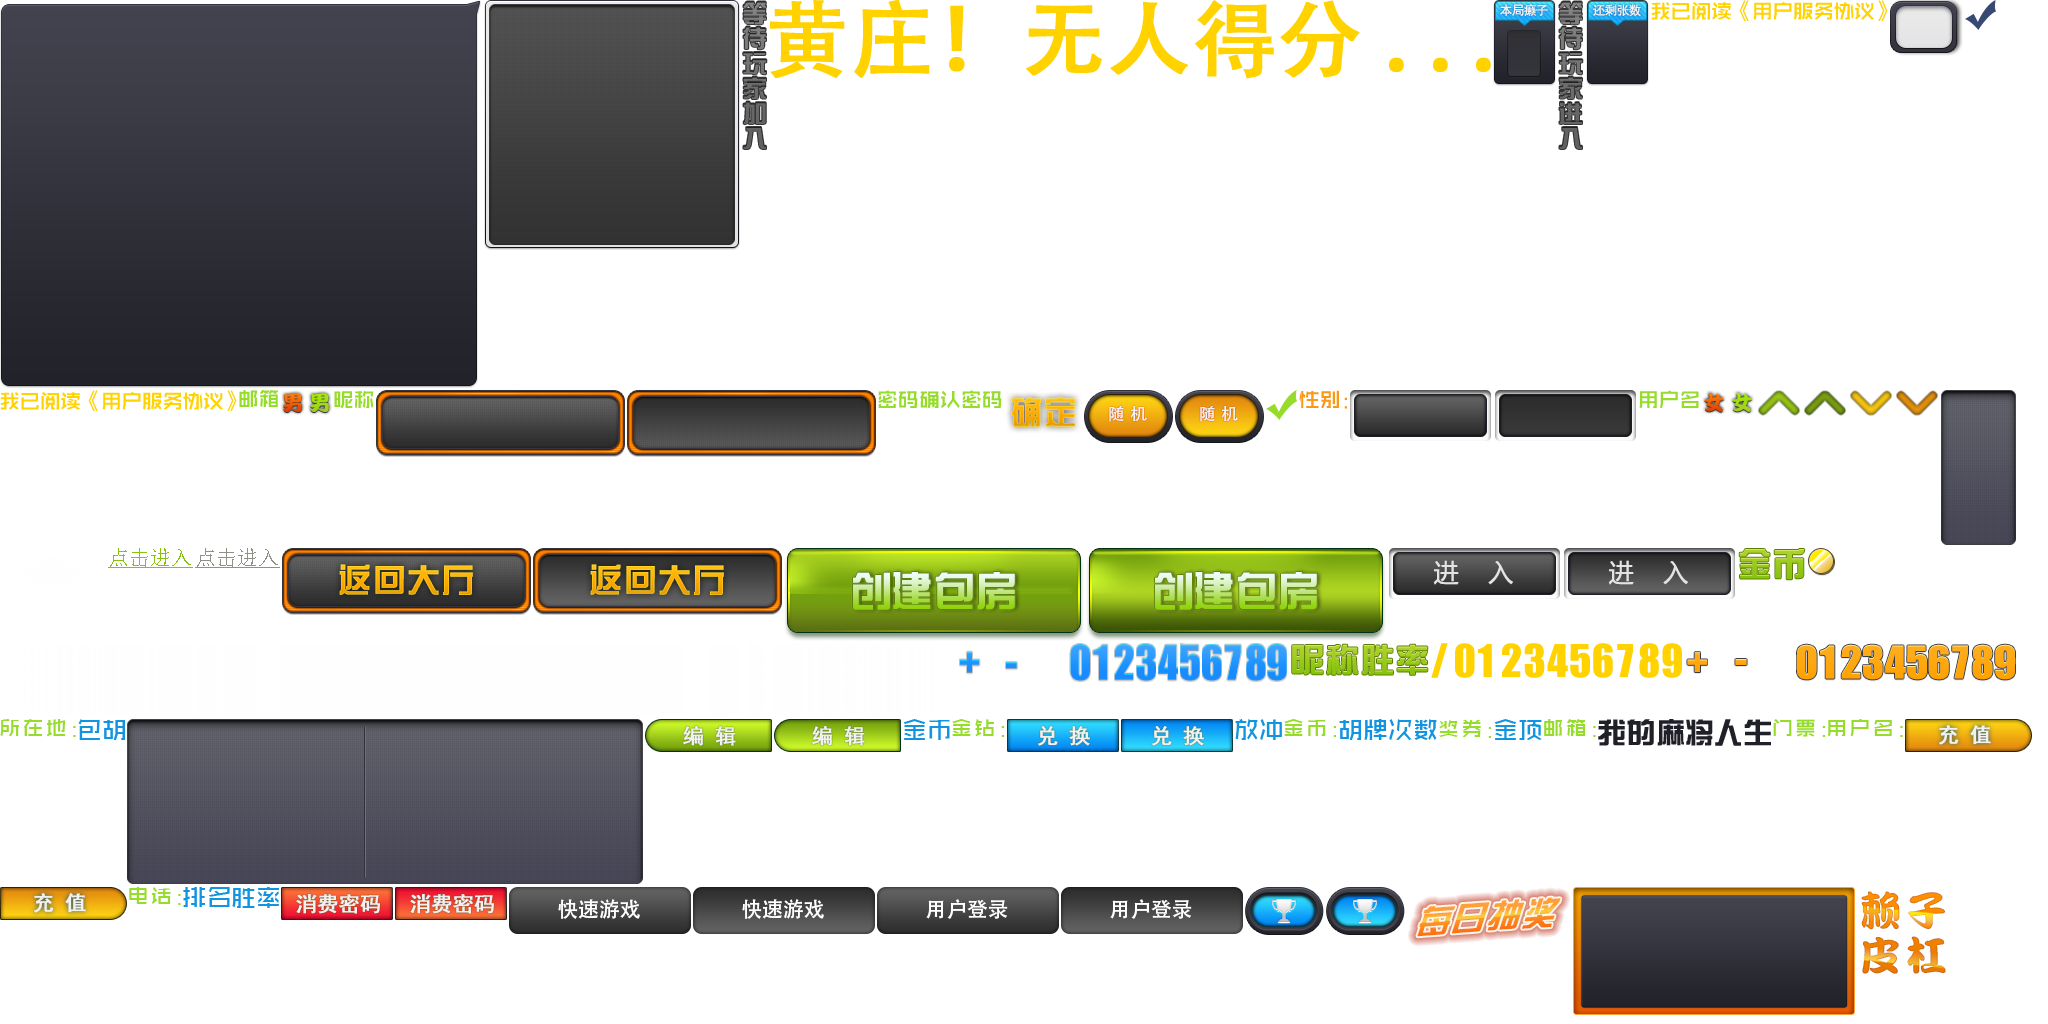 等待玩家加入
黄庄！无人得分...
本局癞子
等待玩家进入
还剩张数
我已阅读《用户服务协议》
我已阅读《用户服务协议》
邮箱
男
男
昵称
密码确认密码
确定
随机
随机
性别:
用户名
女
女
点击进入
点击进入
返回大厅
返回大厅
创建包房
创建包房
进 入
进 入
金币
+ - 0123456789
昵称胜率
/0123456789
+ - 0123456789
所在地:
包胡
编辑
编辑
金币
金钻:
兑换
兑换
放冲
金币:
胡牌次数
奖券:
金顶
邮箱:
我的麻将人生
门票:
用户名:
充值
充值
电话:
排名胜率
消费密码
消费密码
快速游戏
快速游戏
用户登录
用户登录
每日抽奖
赖子
皮杠